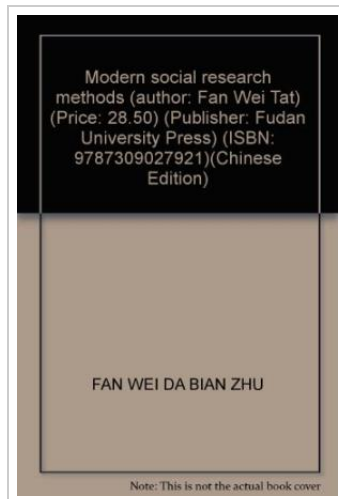 Modern social research
methods (author: Fan Wei Tat)
(Price: 28.50) (Publisher: Fudan
University Press) (ISBN:
9787309027921)(Chinese
Edition)
FAN WEI DA BIAN ZHU
Note: This is not the actual book cover